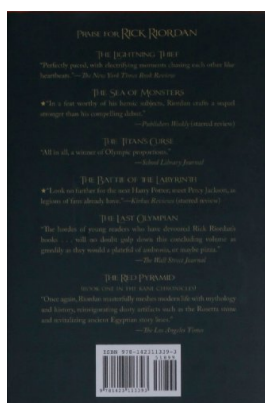 PRAISE FOR RICK RIORDAN
THE LIGHTNING THIEF
"Perfectly paced, with electrifying moments chasing each other like
heartbeats."—The New York Times Book Review
THE SEA OF MONSTERS
★"In a feat worthy of his heroic subjects, Riordan crafts a sequel
stronger than his compelling debut."
—Publishers Weekly (starred review)
THE TITAN'S CURSE
"All in all, a winner of Olympic proportions."
—School Library Journal
THE BATTLE OF THE LABYRINTH
★"Look no further for the next Harry Potter; meet Percy Jackson, as
legions of fans already have."—Kirkus Reviews (starred review)
THE LAST OLYMPIAN
"The hordes of young readers who have devoured Rick Riordan's
books . . . will no doubt gulp down this concluding volume as
greedily as they would a plateful of ambrosia, or maybe pizza."
—The Wall Street Journal
THE RED PYRAMID
BOOK ONE IN THE KANE CHRONICLES
"Once again, Riordan masterfully meshes modern life with mythology
and history, reinvigorating dusty artifacts such as the Rosetta stone
and revitalizing ancient Egyptian story lines."
—The Los Angeles Times